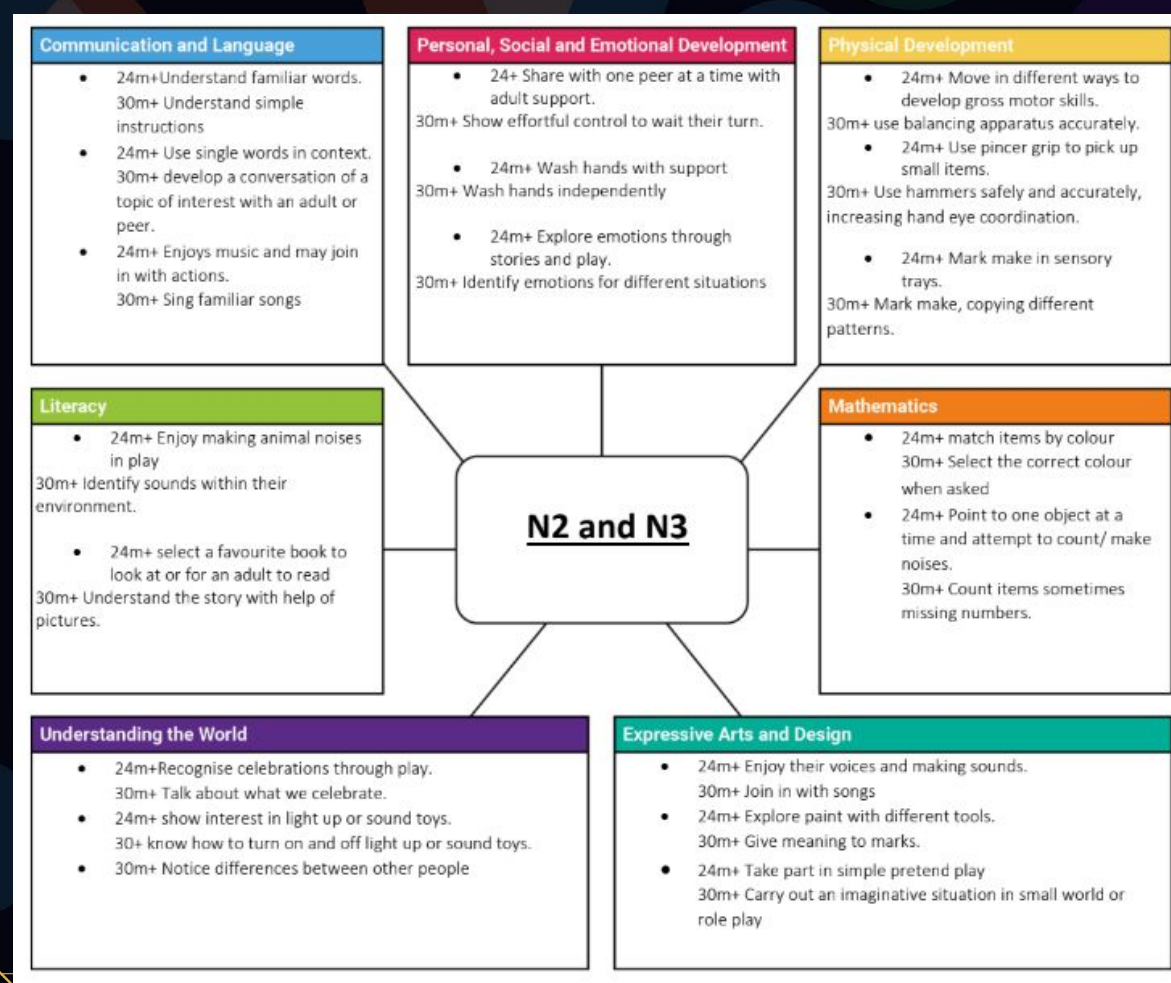 Communication and Language
• 24m+Understand familiar words.
30m+ Understand simple
instructions
• 24m+ Use single words in context.
30m+ develop a conversation of a
topic of interest with an adult or
peer.
• 24m+ Enjoys music and may join
in with actions.
30m+ Sing familiar songs
Personal, Social and Emotional Development
• 24+ Share with one peer at a time with
adult support.
30m+ Show effortful control to wait their turn.
• 24m+ Wash hands with support
30m+ Wash hands independently
• 24m+ Explore emotions through
stories and play.
30m+ Identify emotions for different situations
Physical Development
• 24m+ Move in different ways to
develop gross motor skills.
30m+ use balancing apparatus accurately.
• 24m+ Use pincer grip to pick up
small items.
30m+ Use hammers safely and accurately,
increasing hand eye coordination.
• 24m+ Mark make in sensory
trays.
30m+ Mark make, copying different
patterns.
Literacy
• 24m+ Enjoy making animal noises
in play
30m+ Identify sounds within their
environment.
• 24m+ select a favourite book to
look at or for an adult to read
30m+ Understand the story with help of
pictures.
N2 and N3
Mathematics
• 24m+ match items by colour
30m+ Select the correct colour
when asked
• 24m+ Point to one object at a
time and attempt to count/ make
noises.
30m+ Count items sometimes
missing numbers.
Understanding the World
• 24m+Recognise celebrations through play.
30m+ Talk about what we celebrate.
• 24m+ show interest in light up or sound toys.
30+ know how to turn on and off light up or sound toys.
• 30m+ Notice differences between other people
Expressive Arts and Design
• 24m+ Enjoy their voices and making sounds.
30m+ Join in with songs
• 24m+ Explore paint with different tools.
30m+ Give meaning to marks.
• 24m+ Take part in simple pretend play
30m+ Carry out an imaginative situation in small world or
role play